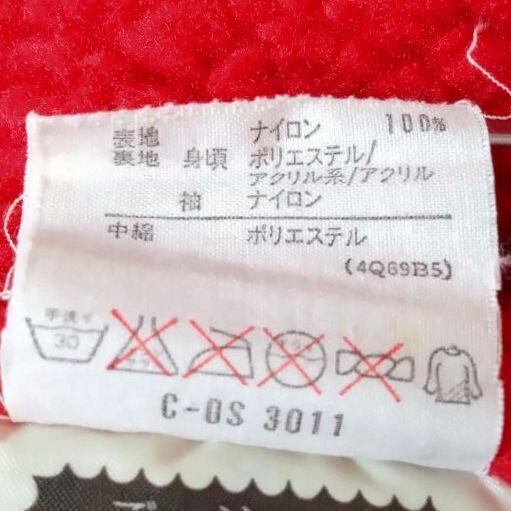 表地 ナイロン 100%
裏地 身頃 ポリエステル/
アクリル系/アクリル
袖 ナイロン
中綿 ポリエステル
(4Q69B5)
手洗イ
30
C-OS 3011